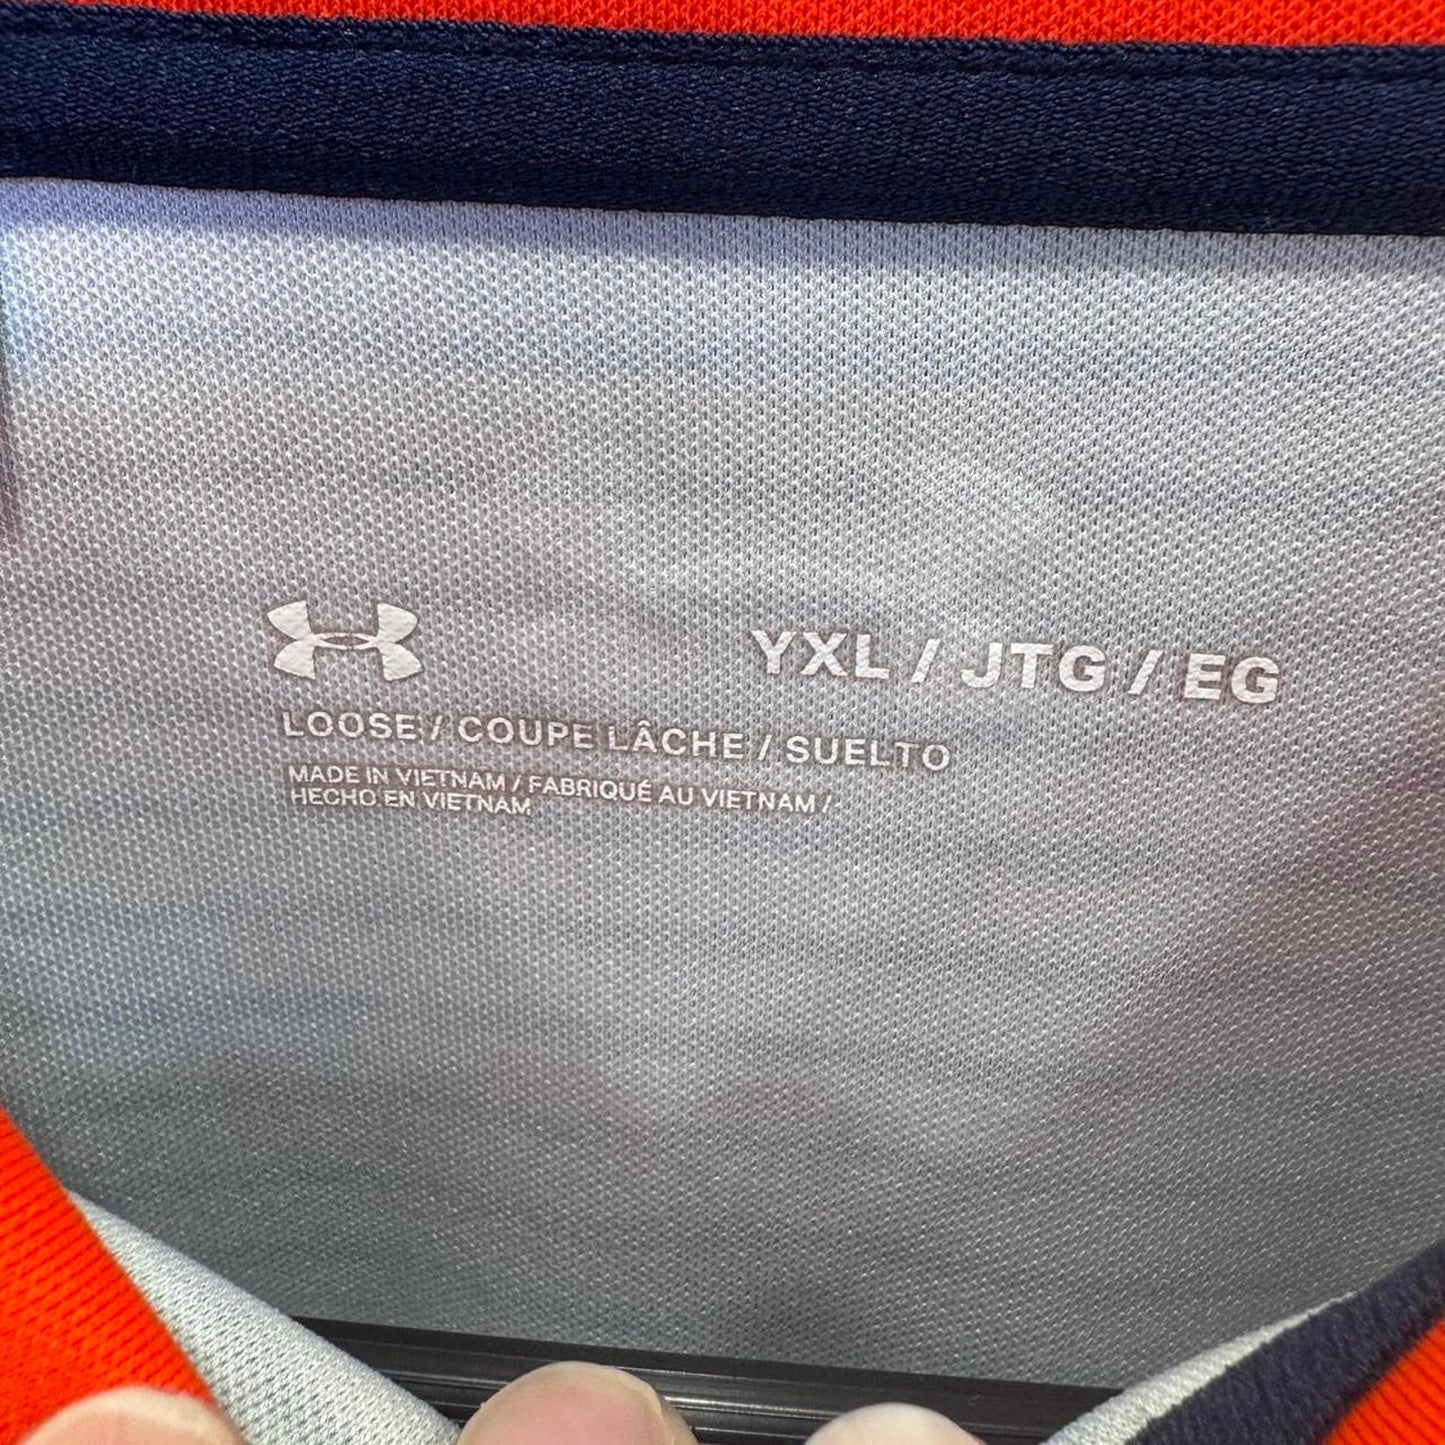 YXL / JTG / EG
LOOSE / COUPE LÂCHE / SUELTO
MADE IN VIETNAM / FABRIQUÉ AU VIETNAM /
HECHO EN VIETNAM